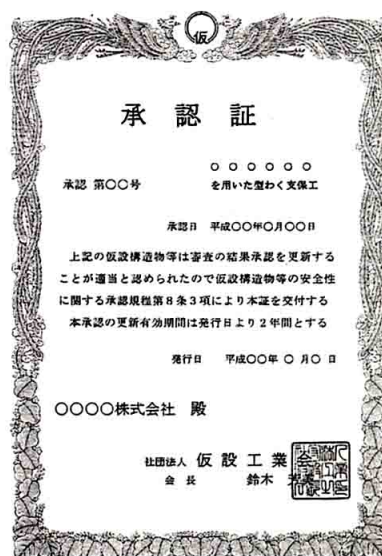 仮
承認証
○○○○○○
承認 第○○号 を用いた型わく支保工
承認日 平成○○年○月○○日
上記の仮設構造物等は審査の結果承認を更新する
ことが適当と認められたので仮設構造物等の安全性
に関する承認規程第8条3項により本証を交付する
本承認の更新有効期間は発行日より2年間とする
発行日 平成○○年○月○日
○○○○株式会社 殿
社団法人 仮設工業
会長 鈴木